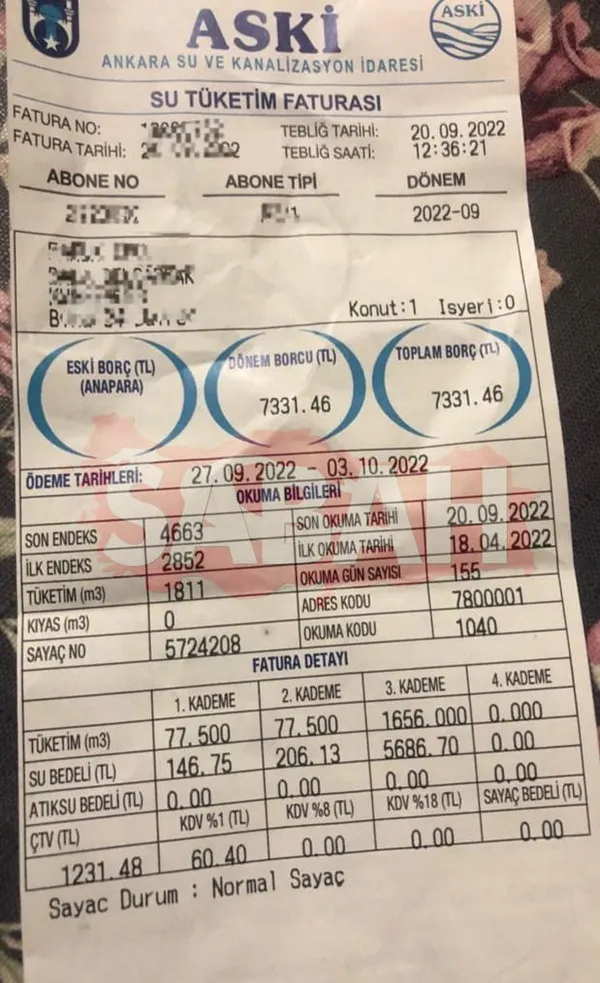 ASKİ
ASKİ
ANKARA SU VE KANALİZASYON İDARESİ
SU TÜKETİM FATURASI
FATURA NO:
TEBLİĞ TARİHİ: 20.09.2022
FATURA TARİHİ:
TEBLİĞ SAATİ: 12:36:21
ABONE NO ABONE TİPİ DÖNEM
2022-09
Konut:1 Isyeri:0
ESKİ BORÇ (TL) (ANAPARA) DÖNEM BORCU (TL) TOPLAM BORÇ (TL)
7331.46 7331.46
ÖDEME TARİHLERİ: 27.09.2022 - 03.10.2022
OKUMA BİLGİLERİ
SABAH
SON ENDEKS 4663 SON OKUMA TARİHİ 20.09.2022
İLK ENDEKS 2852 İLK OKUMA TARİHİ 18.04.2022
TÜKETİM (m3) 1811 OKUMA GÜN SAYISI 155
KIYAS (m3) 0 ADRES KODU 7800001
SAYAÇ NO 5724208 OKUMA KODU 1040
FATURA DETAYI
1. KADEME 2. KADEME 3. KADEME 4. KADEME
TÜKETİM (m3) 77.500 77.500 1656.000 0.000
SU BEDELİ (TL) 146.75 206.13 5686.70 0.00
ATIKSU BEDELİ (TL) 0.00 0.00 0.00 0.00
ÇTV (TL) KDV %1 (TL) KDV %8 (TL) KDV %18 (TL) SAYAÇ BEDELİ (TL)
1231.48 60.40 0.00 0.00 0.00
Sayac Durum : Normal Sayaç